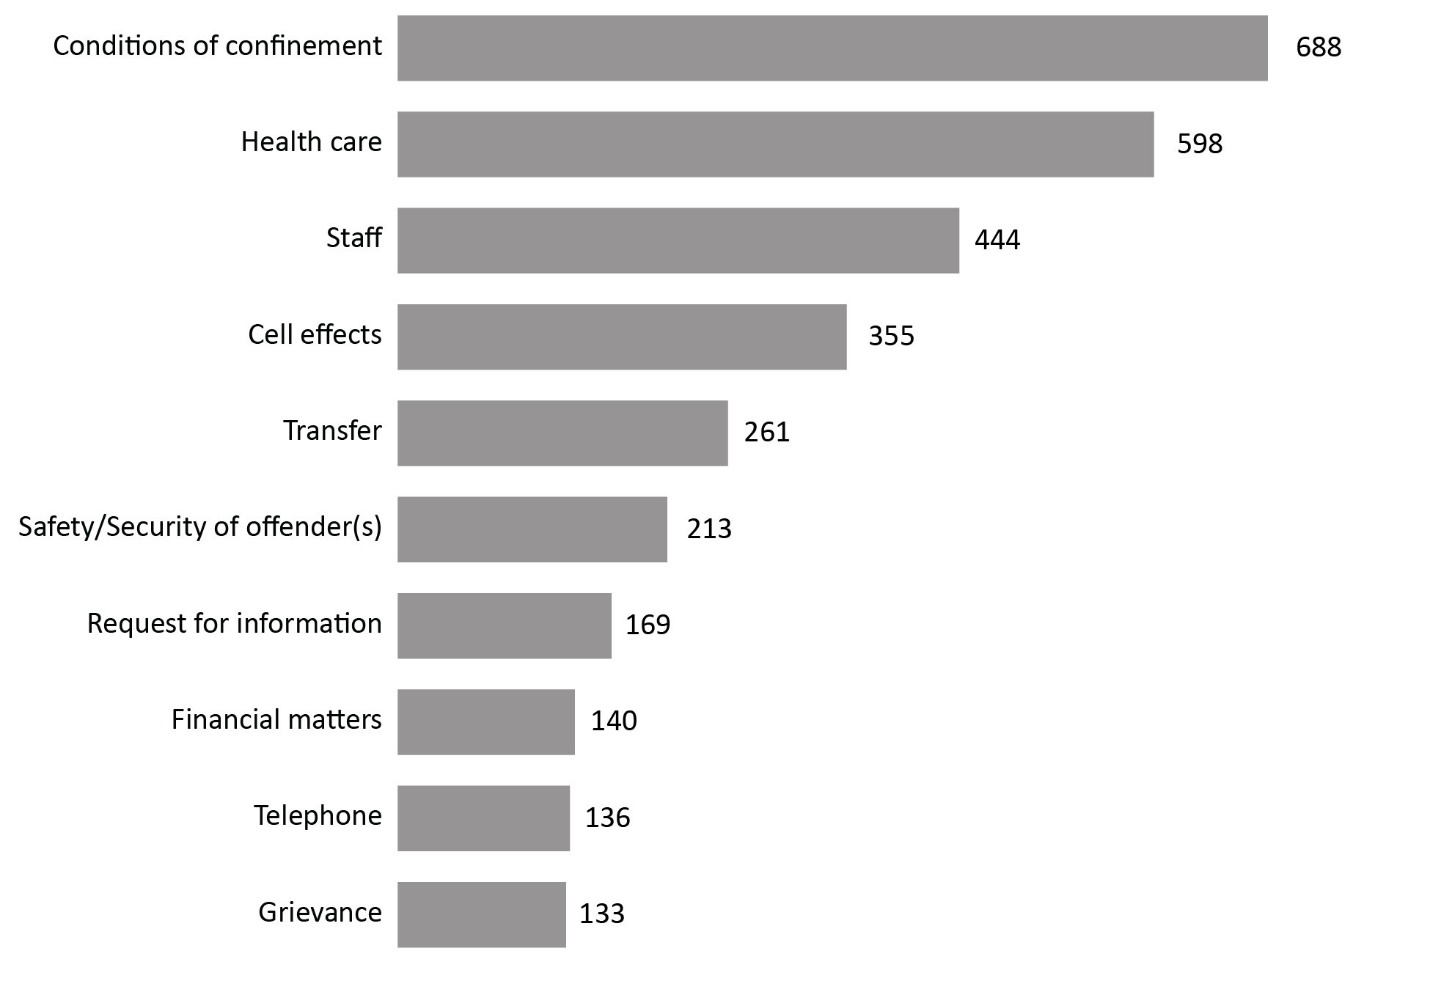 Conditions of confinement 688
Health care 598
Staff 444
Cell effects 355
Transfer 261
Safety/Security of offender(s) 213
Request for information 169
Financial matters 140
Telephone 136
Grievance 133